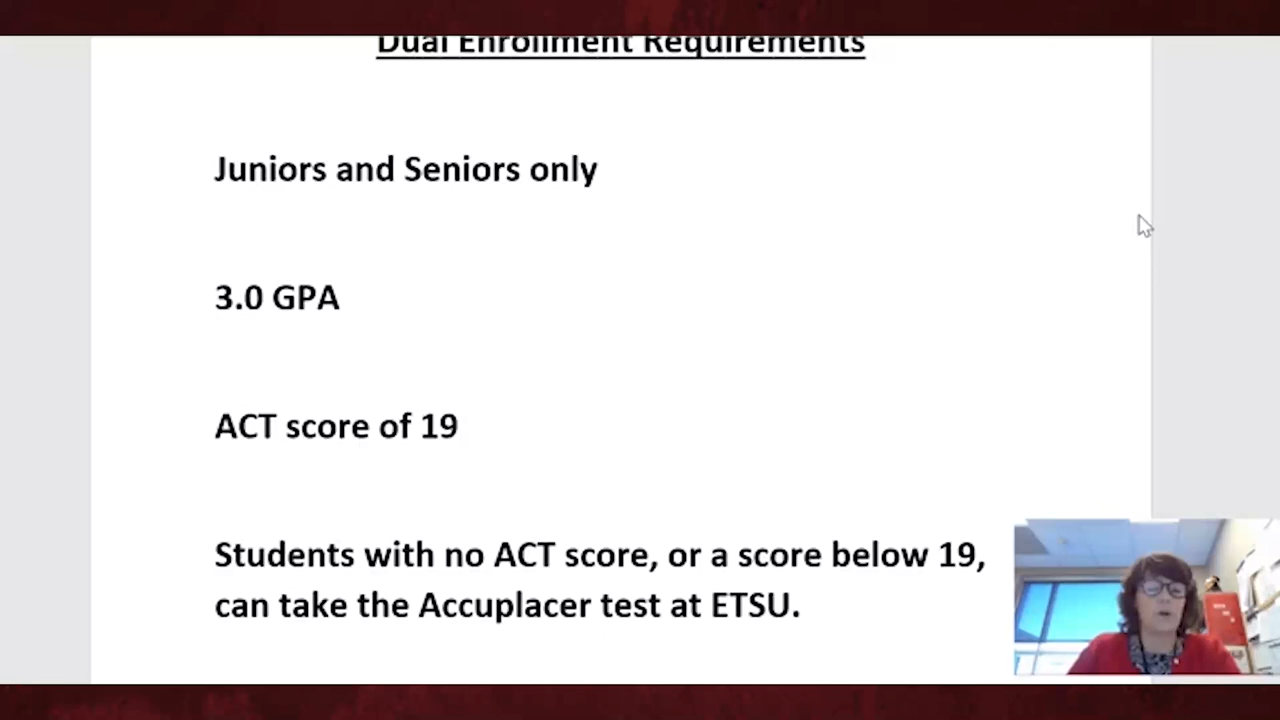 Dual Enrollment Requirements
Juniors and Seniors only
3.0 GPA
ACT score of 19
Students with no ACT score, or a score below 19,
can take the Accuplacer test at ETSU.